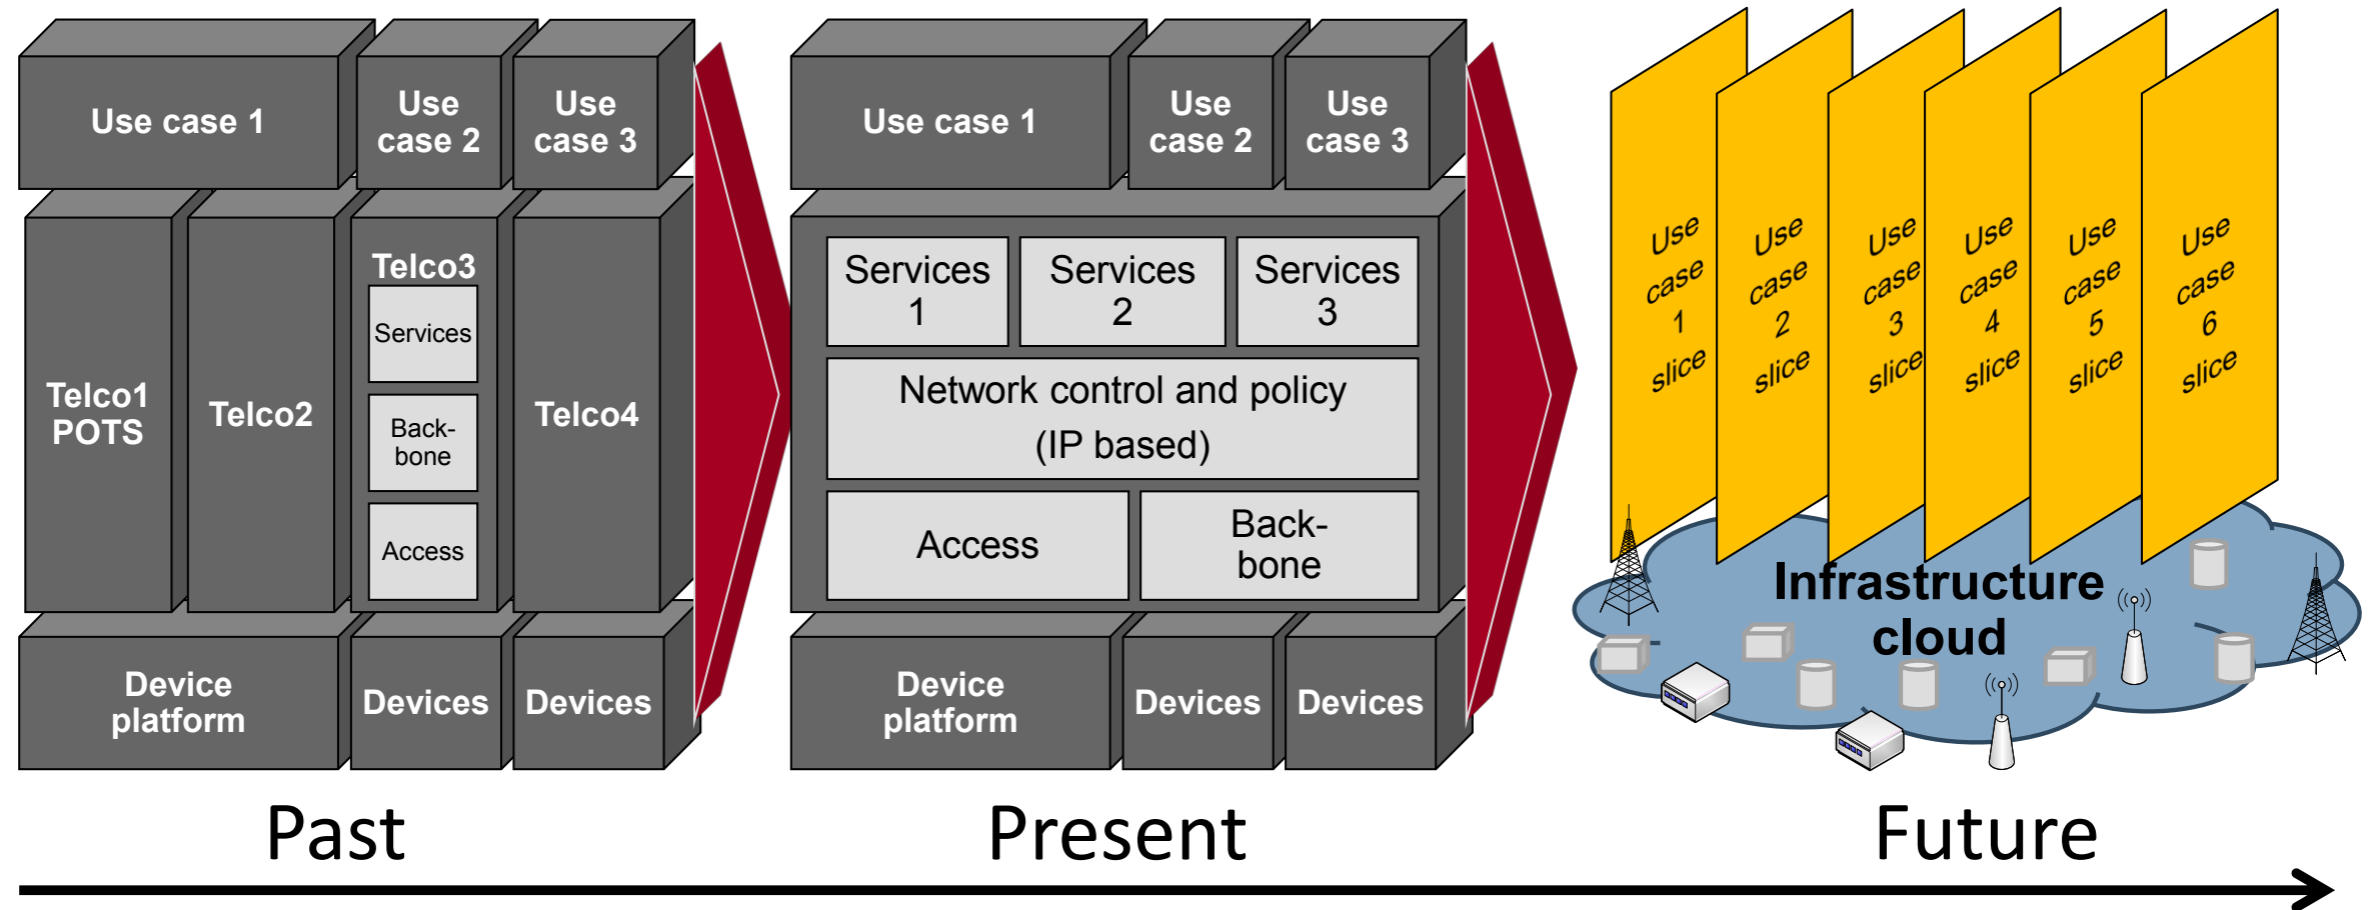 Use case 1
Use
case 2
Use
case 3
Telco1
POTS
Telco2
Telco3
Services
Back-
bone
Access
Telco4
Device
platform
Devices
Devices
Past
Use case 1
Use
case 2
Use
case 3
Services
1
Services
2
Services
3
Network control and policy
(IP based)
Access
Back-
bone
Device
platform
Devices
Devices
Present
Use
case
1
slice
Use
case
2
slice
Use
case
3
slice
Use
case
4
slice
Use
case
5
slice
Use
case
6
slice
Infrastructure
cloud
Future